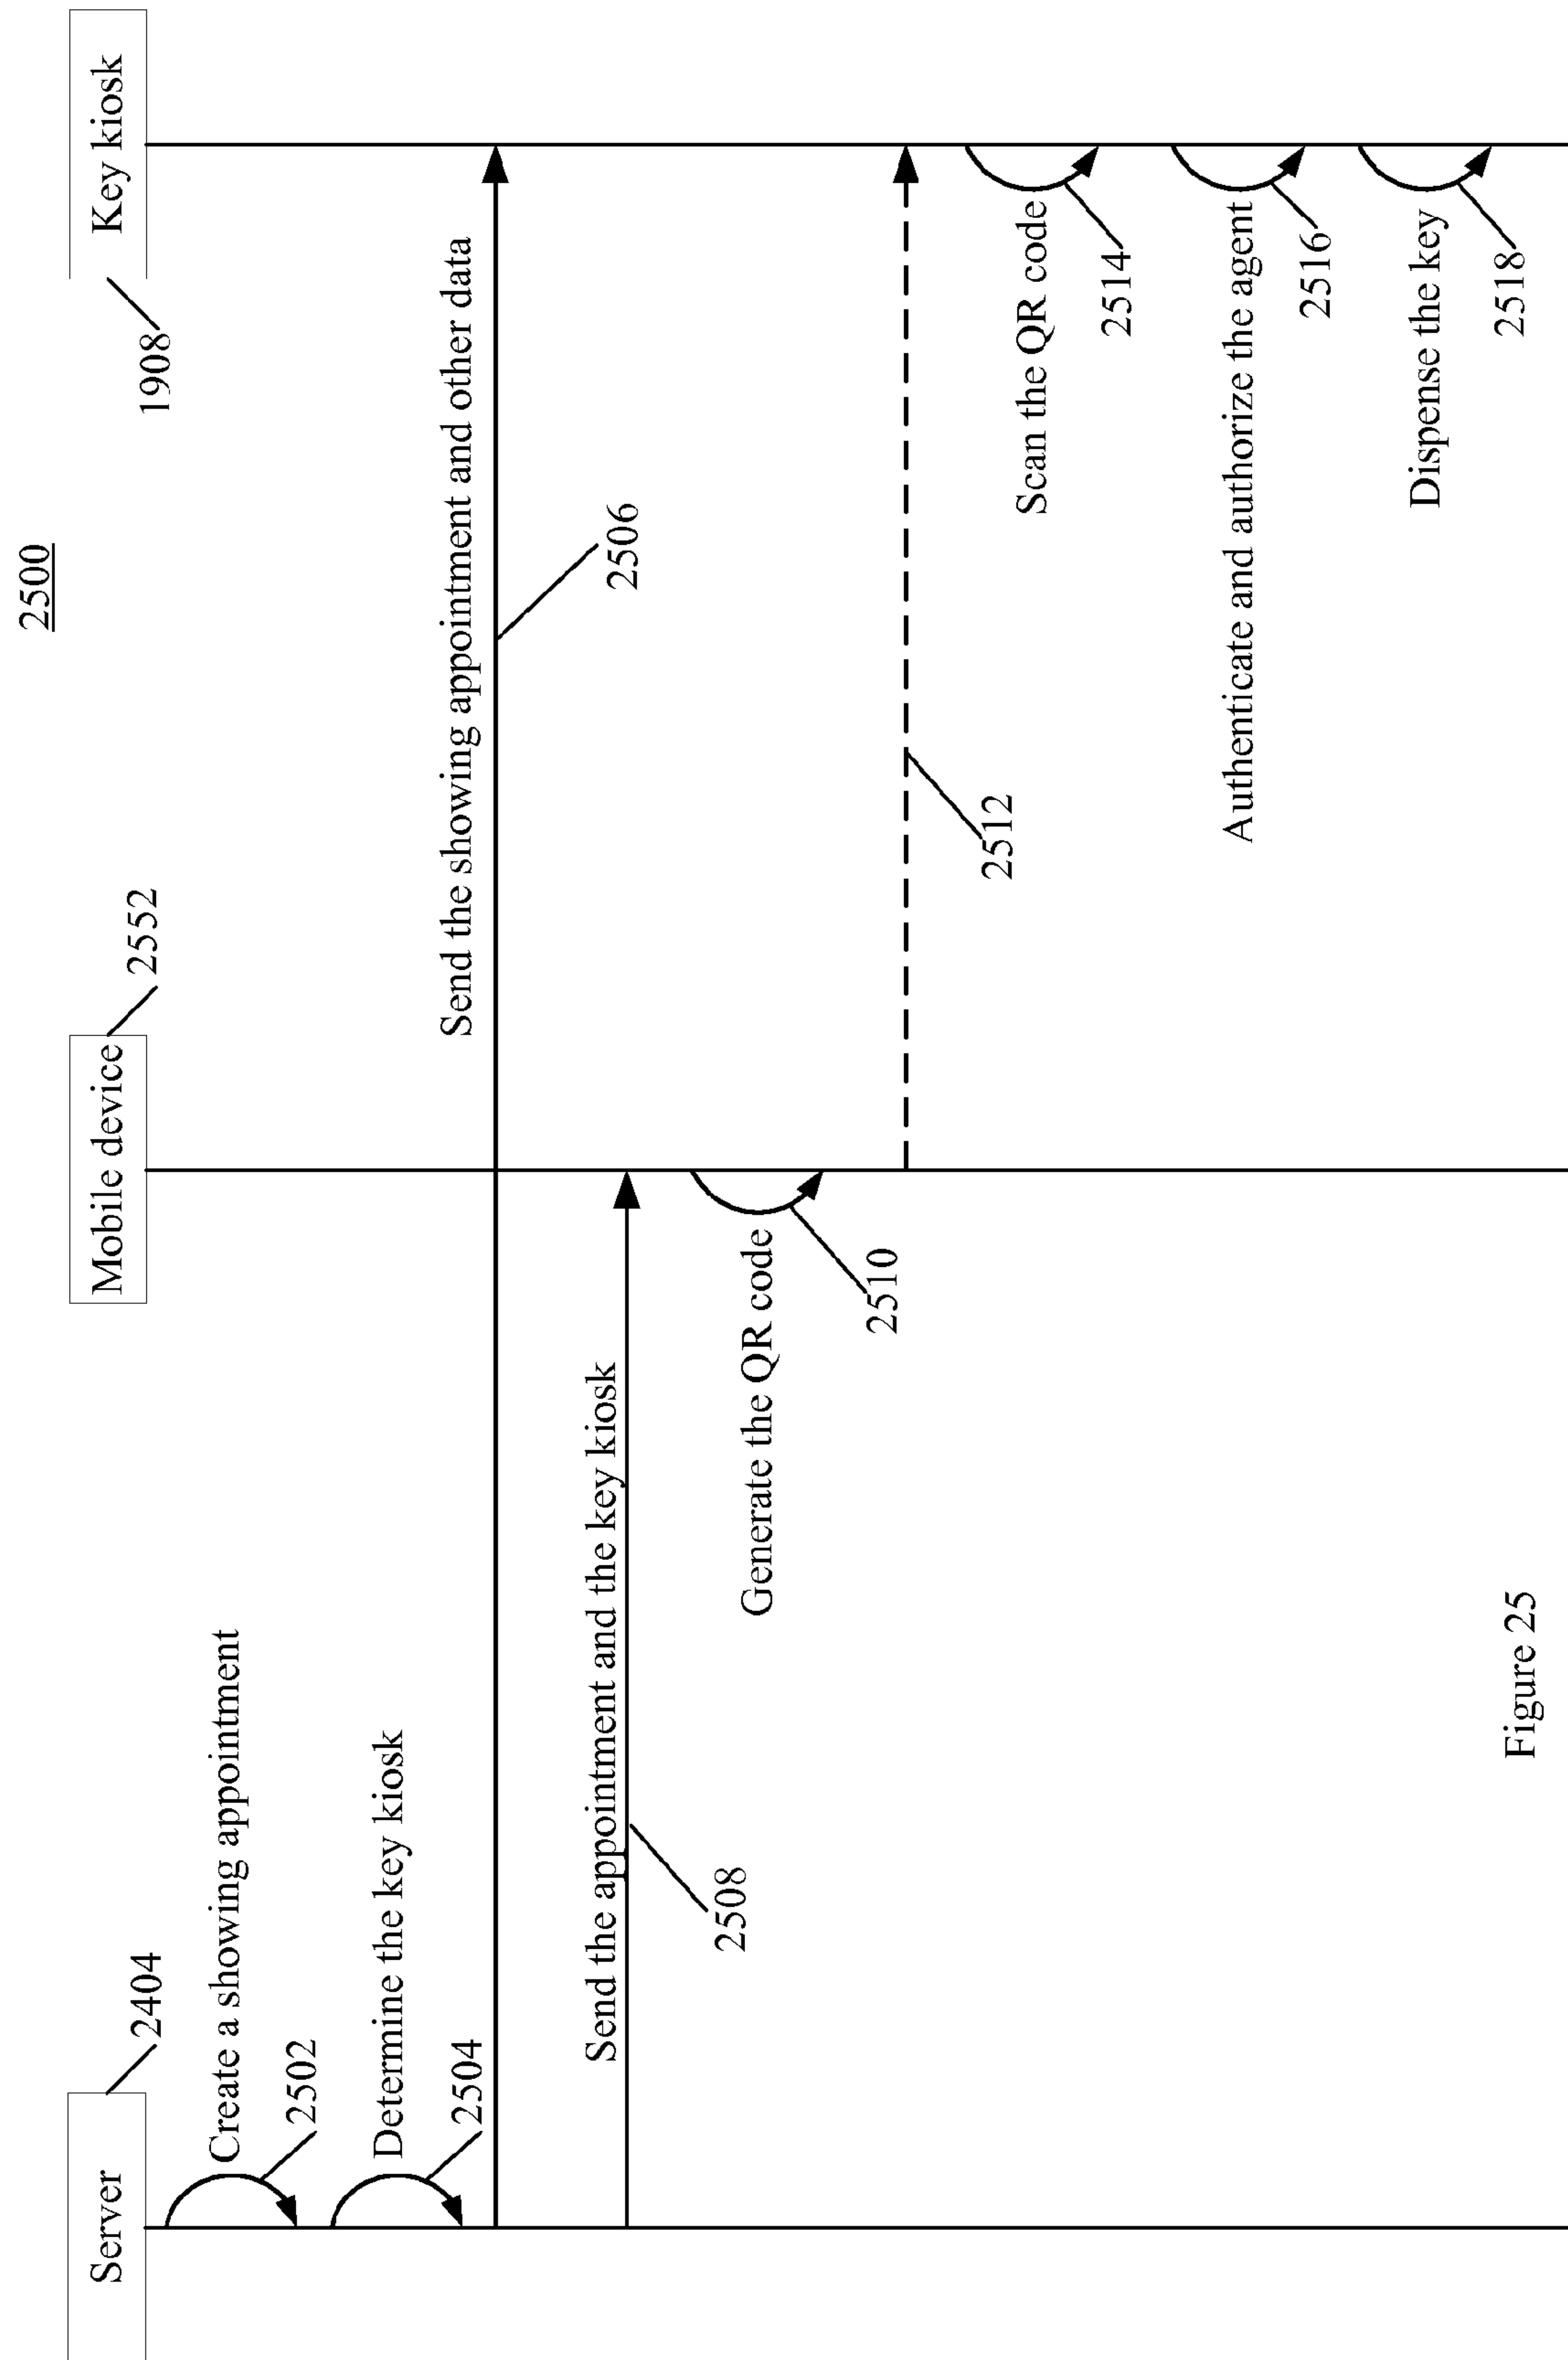 2500
Server
2404
Mobile device
2552
Key kiosk
1908
Create a showing appointment
2502
Determine the key kiosk
2504
Send the showing appointment and other data
2506
Send the appointment and the key kiosk
2508
Generate the QR code
2510
2512
Scan the QR code
2514
Authenticate and authorize the agent
2516
Dispense the key
2518
Figure 25